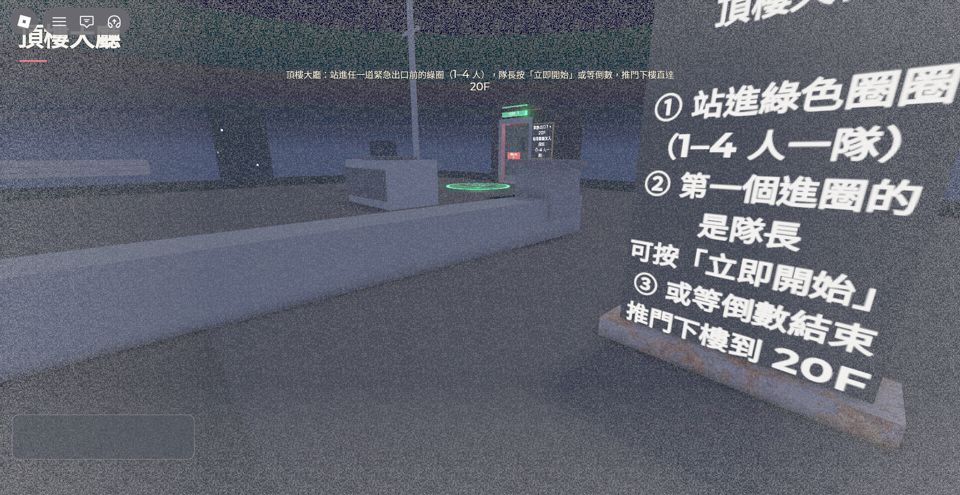 頂樓大廳
頂樓大廳：站進任一道緊急出口前的綠圈（1–4 人），隊長按「立即開始」或等倒數，推門下樓直達
20F
① 站進綠色圈圈
（1–4 人一隊）
② 第一個進圈的
是隊長
可按「立即開始」
③ 或等倒數結束
推門下樓到 20F